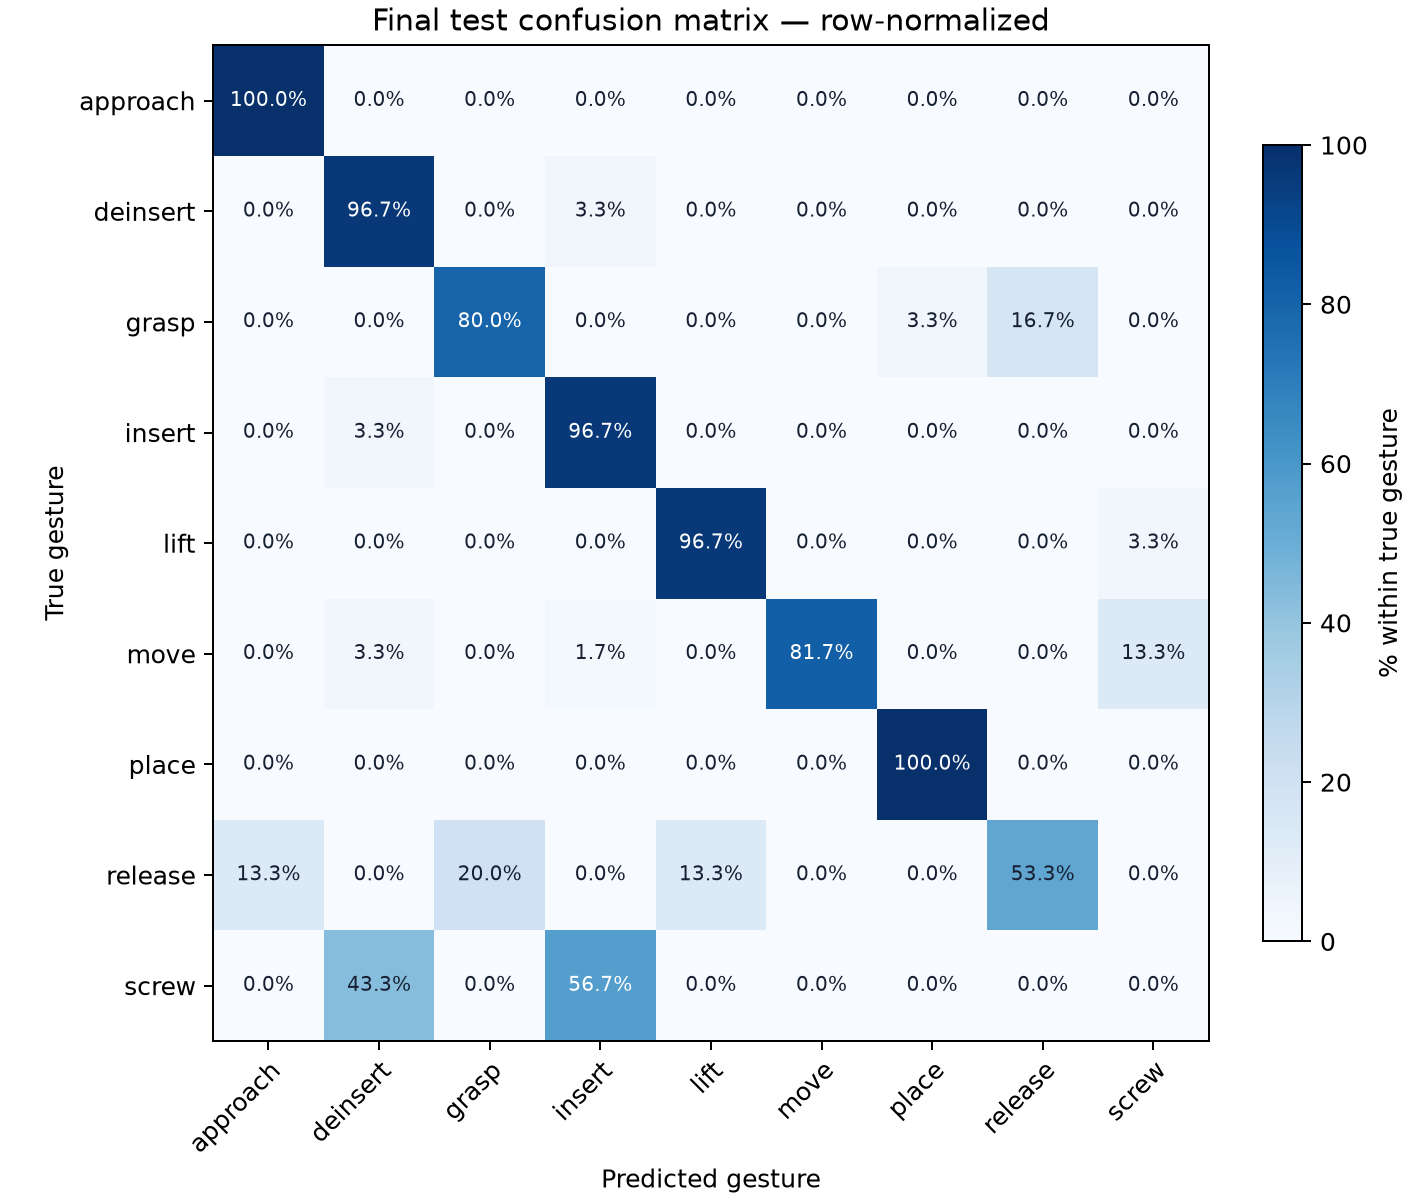 Final test confusion matrix — row-normalized
True gesture
approach 100.0% 0.0% 0.0% 0.0% 0.0% 0.0% 0.0% 0.0% 0.0%
deinsert 0.0% 96.7% 0.0% 3.3% 0.0% 0.0% 0.0% 0.0% 0.0%
grasp 0.0% 0.0% 80.0% 0.0% 0.0% 0.0% 3.3% 16.7% 0.0%
insert 0.0% 3.3% 0.0% 96.7% 0.0% 0.0% 0.0% 0.0% 0.0%
lift 0.0% 0.0% 0.0% 0.0% 96.7% 0.0% 0.0% 0.0% 3.3%
move 0.0% 3.3% 0.0% 1.7% 0.0% 81.7% 0.0% 0.0% 13.3%
place 0.0% 0.0% 0.0% 0.0% 0.0% 0.0% 100.0% 0.0% 0.0%
release 13.3% 0.0% 20.0% 0.0% 13.3% 0.0% 0.0% 53.3% 0.0%
screw 0.0% 43.3% 0.0% 56.7% 0.0% 0.0% 0.0% 0.0% 0.0%
approach deinsert grasp insert lift move place release screw
Predicted gesture
100
80
60
40
20
0
% within true gesture